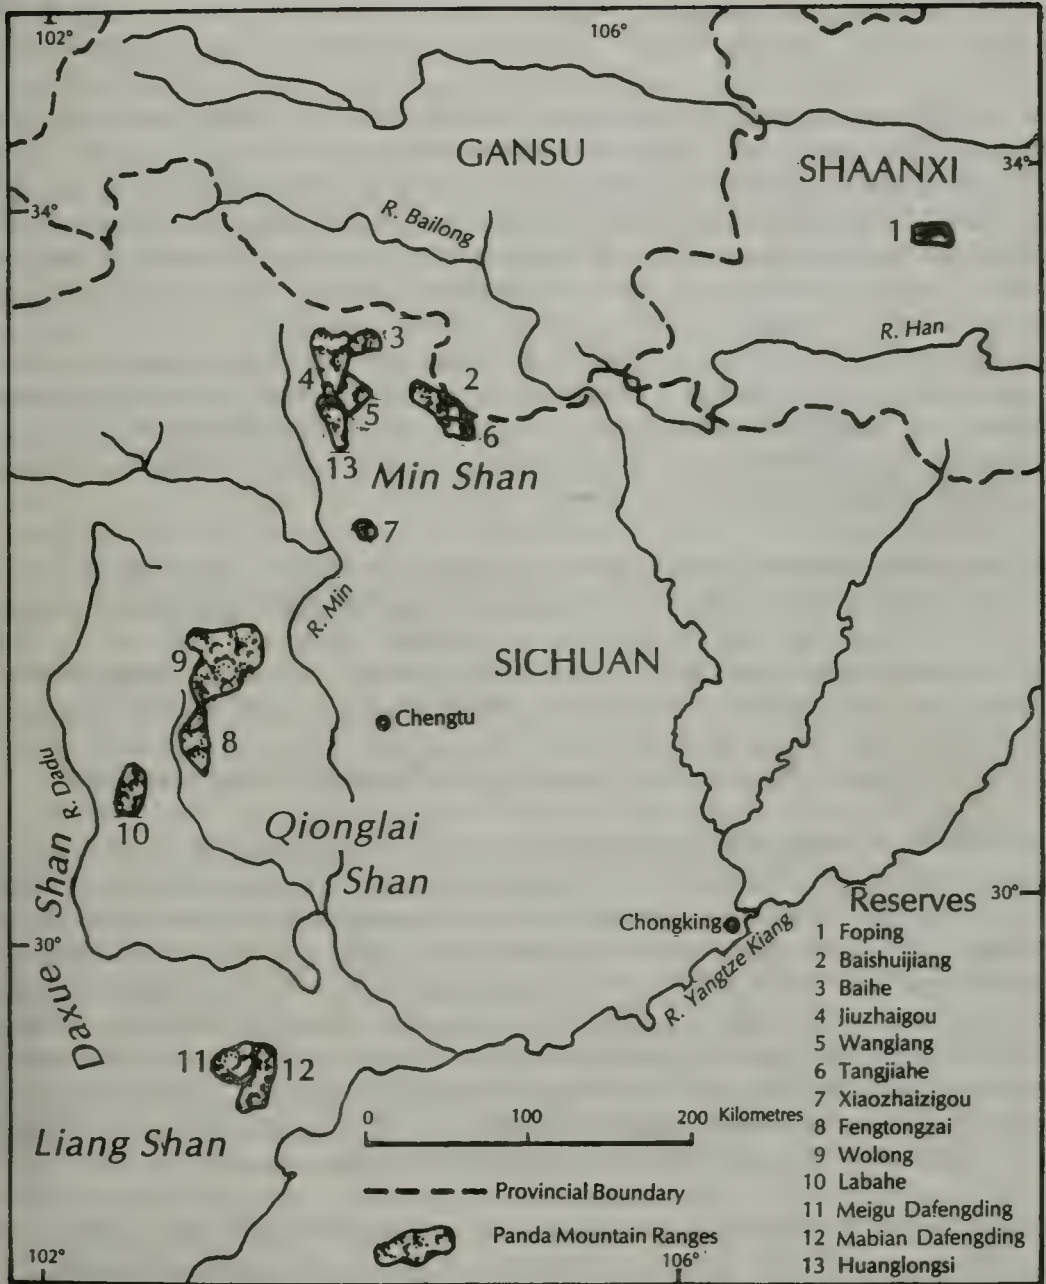 102°
106°
GANSU
SHAANXI
34°
34°
R. Bailong
1
R. Han
3
4
2
5
6
13
Min Shan
7
R. Min
9
SICHUAN
Chengtu
8
R. Dadu
10
Qionglai
Shan
Daxue Shan
Chongking
R. Yangtze Kiang
30°
30°
Reserves
1 Foping
2 Baishuijiang
3 Baihe
4 Jiuzhaigou
5 Wanglang
6 Tangjiahe
7 Xiaozhaizigou
8 Fengtongzai
9 Wolong
10 Labahe
11 Meigu Dafengding
12 Mabian Dafengding
13 Huanglongsi
11
12
Liang Shan
0 100 200 Kilometres
Provincial Boundary
Panda Mountain Ranges
102°
106°